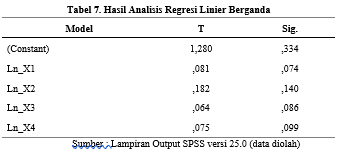 Tabel 7. Hasil Analisis Regresi Linier Berganda
Model T Sig.
(Constant) 1,280 ,334
Ln_X1 ,081 ,074
Ln_X2 ,182 ,140
Ln_X3 ,064 ,086
Ln_X4 ,075 ,099
Sumber : Lampiran Output SPSS versi 25.0 (data diolah)